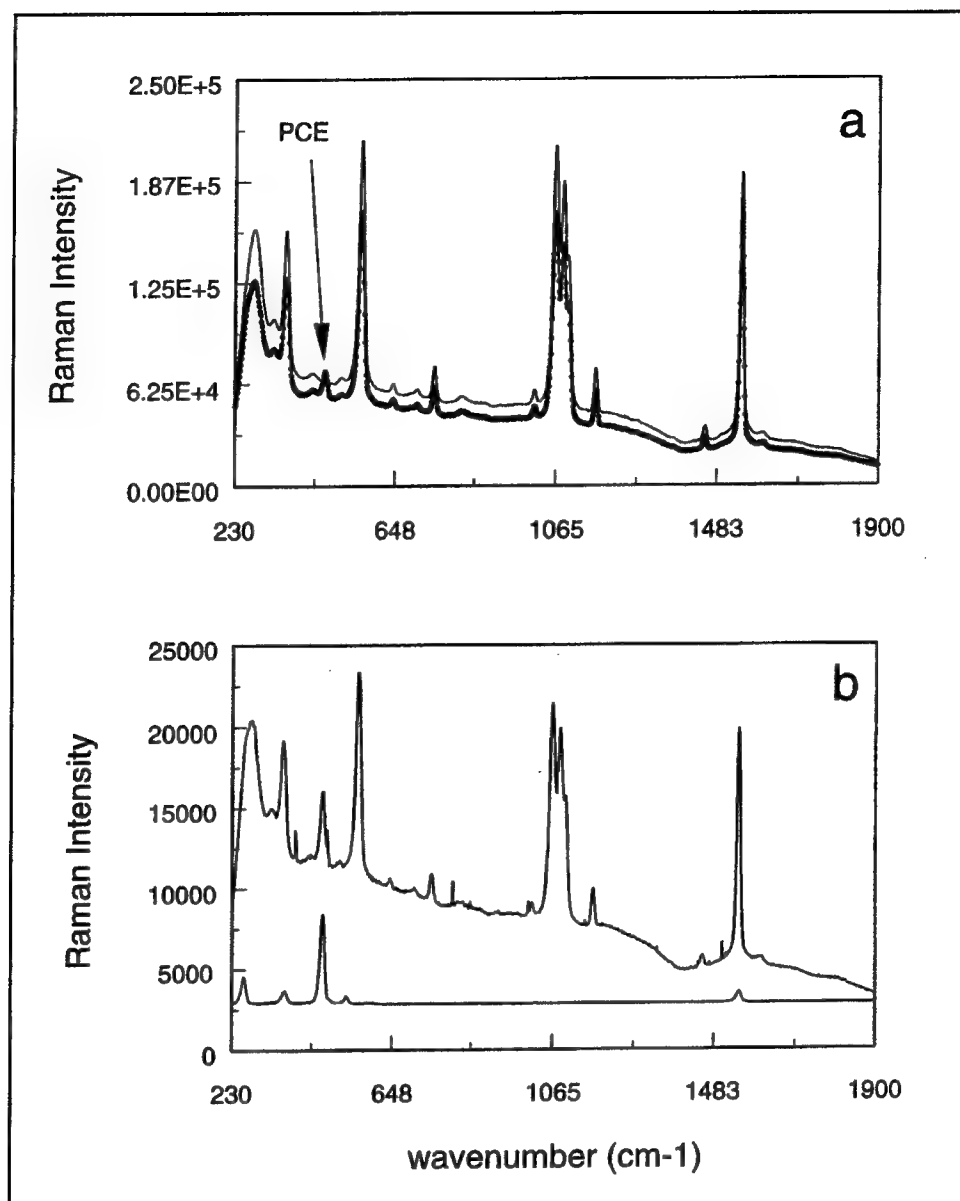 2.50E+5
a
PCE
1.87E+5
Raman Intensity
1.25E+5
6.25E+4
0.00E00
230 648 1065 1483 1900
25000
b
20000
Raman Intensity
15000
10000
5000
0
230 648 1065 1483 1900
wavenumber (cm-1)